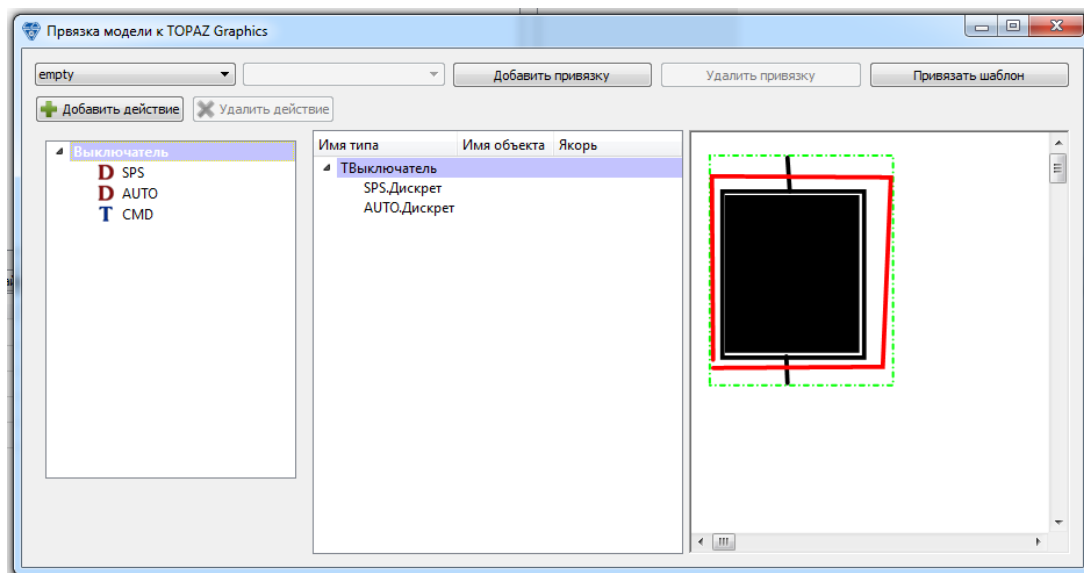 Првязка модели к TOPAZ Graphics
empty Добавить привязку Удалить привязку Привязать шаблон
Добавить действие Удалить действие
Выключатель
D SPS
D AUTO
T CMD
Имя типа Имя объекта Якорь
ТВыключатель
SPS.Дискрет
AUTO.Дискрет